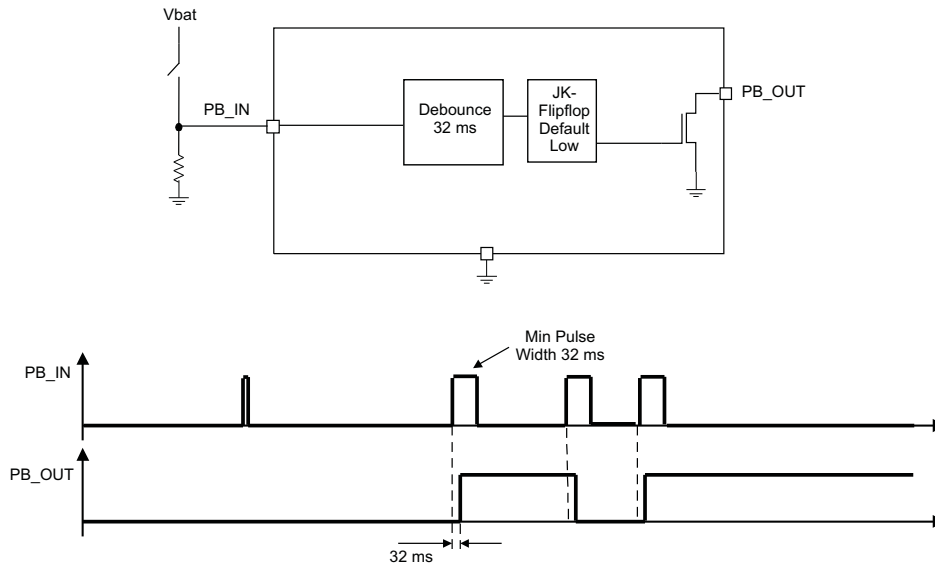 Vbat
PB_IN
Debounce
32 ms
JK-
Flipflop
Default
Low
PB_OUT
Min Pulse
Width 32 ms
PB_IN
PB_OUT
32 ms